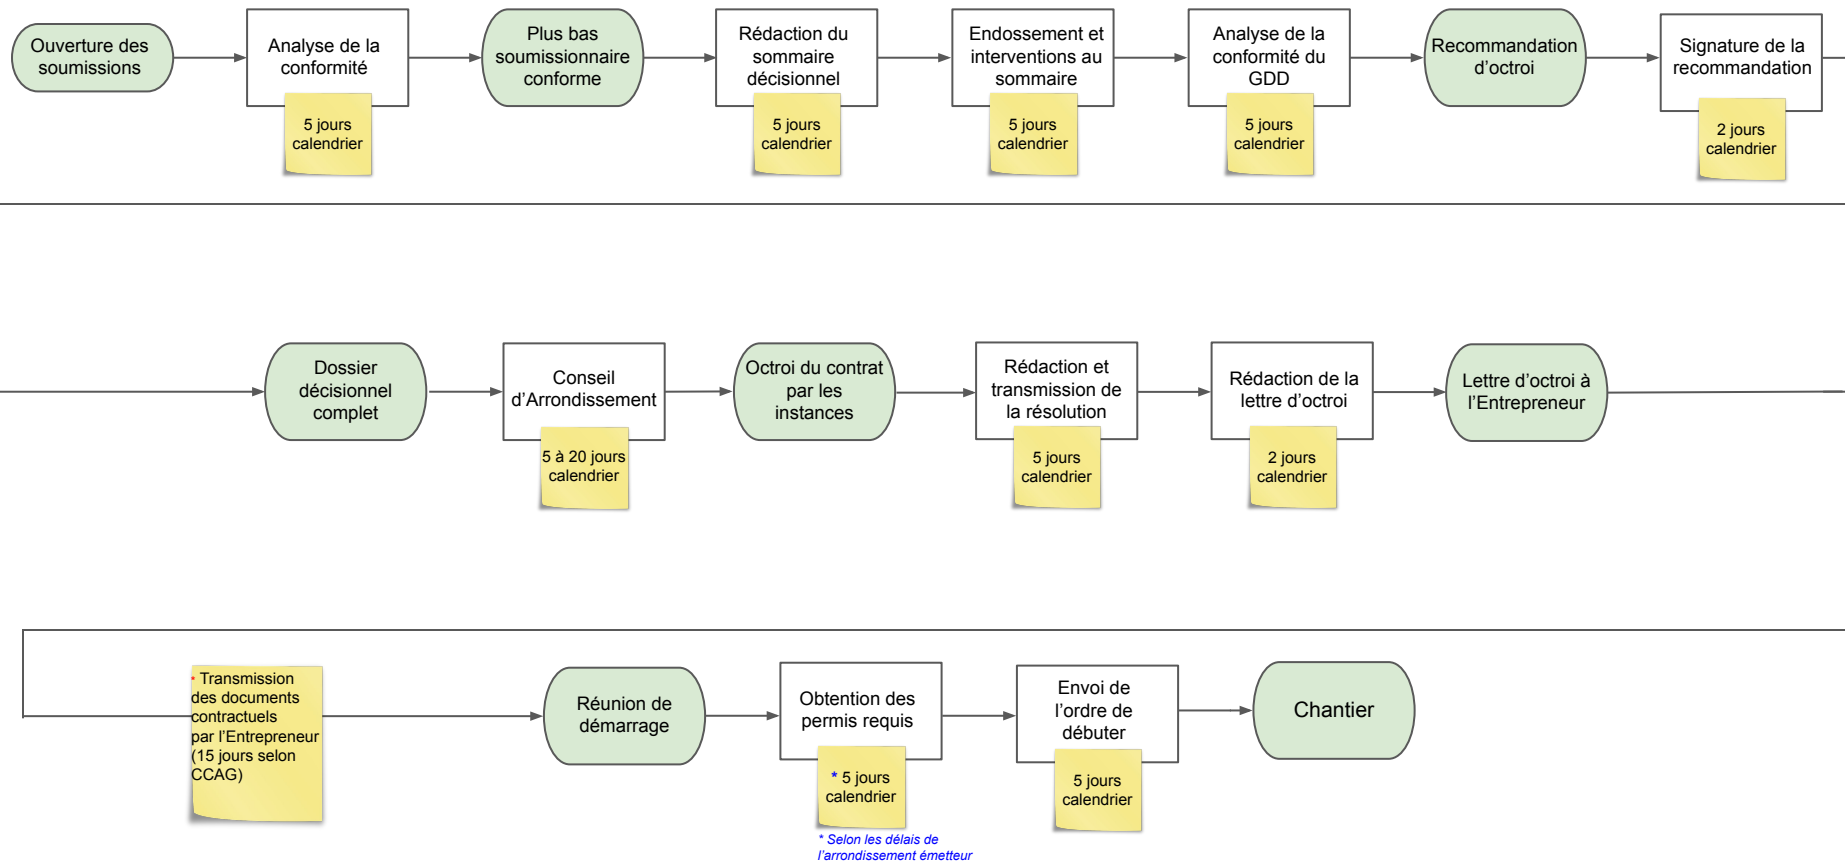 Ouverture des
soumissions
Analyse de la
conformité
5 jours
calendrier
Plus bas
soumissionnaire
conforme
Rédaction du
sommaire
décisionnel
5 jours
calendrier
Endossement et
interventions au
sommaire
5 jours
calendrier
Analyse de la
conformité du
GDD
5 jours
calendrier
Recommandation
d'octroi
Signature de la
recommandation
2 jours
calendrier
Dossier
décisionnel
complet
Conseil
d'Arrondissement
5 à 20 jours
calendrier
Octroi du contrat
par les
instances
Rédaction et
transmission de
la résolution
5 jours
calendrier
Rédaction de la
lettre d'octroi
2 jours
calendrier
Lettre d'octroi à
l'Entrepreneur
* Transmission
des documents
contractuels
par l'Entrepreneur
(15 jours selon
CCAG)
Réunion de
démarrage
Obtention des
permis requis
* 5 jours
calendrier
* Selon les délais de
l'arrondissement émetteur
Envoi de
l'ordre de
débuter
5 jours
calendrier
Chantier